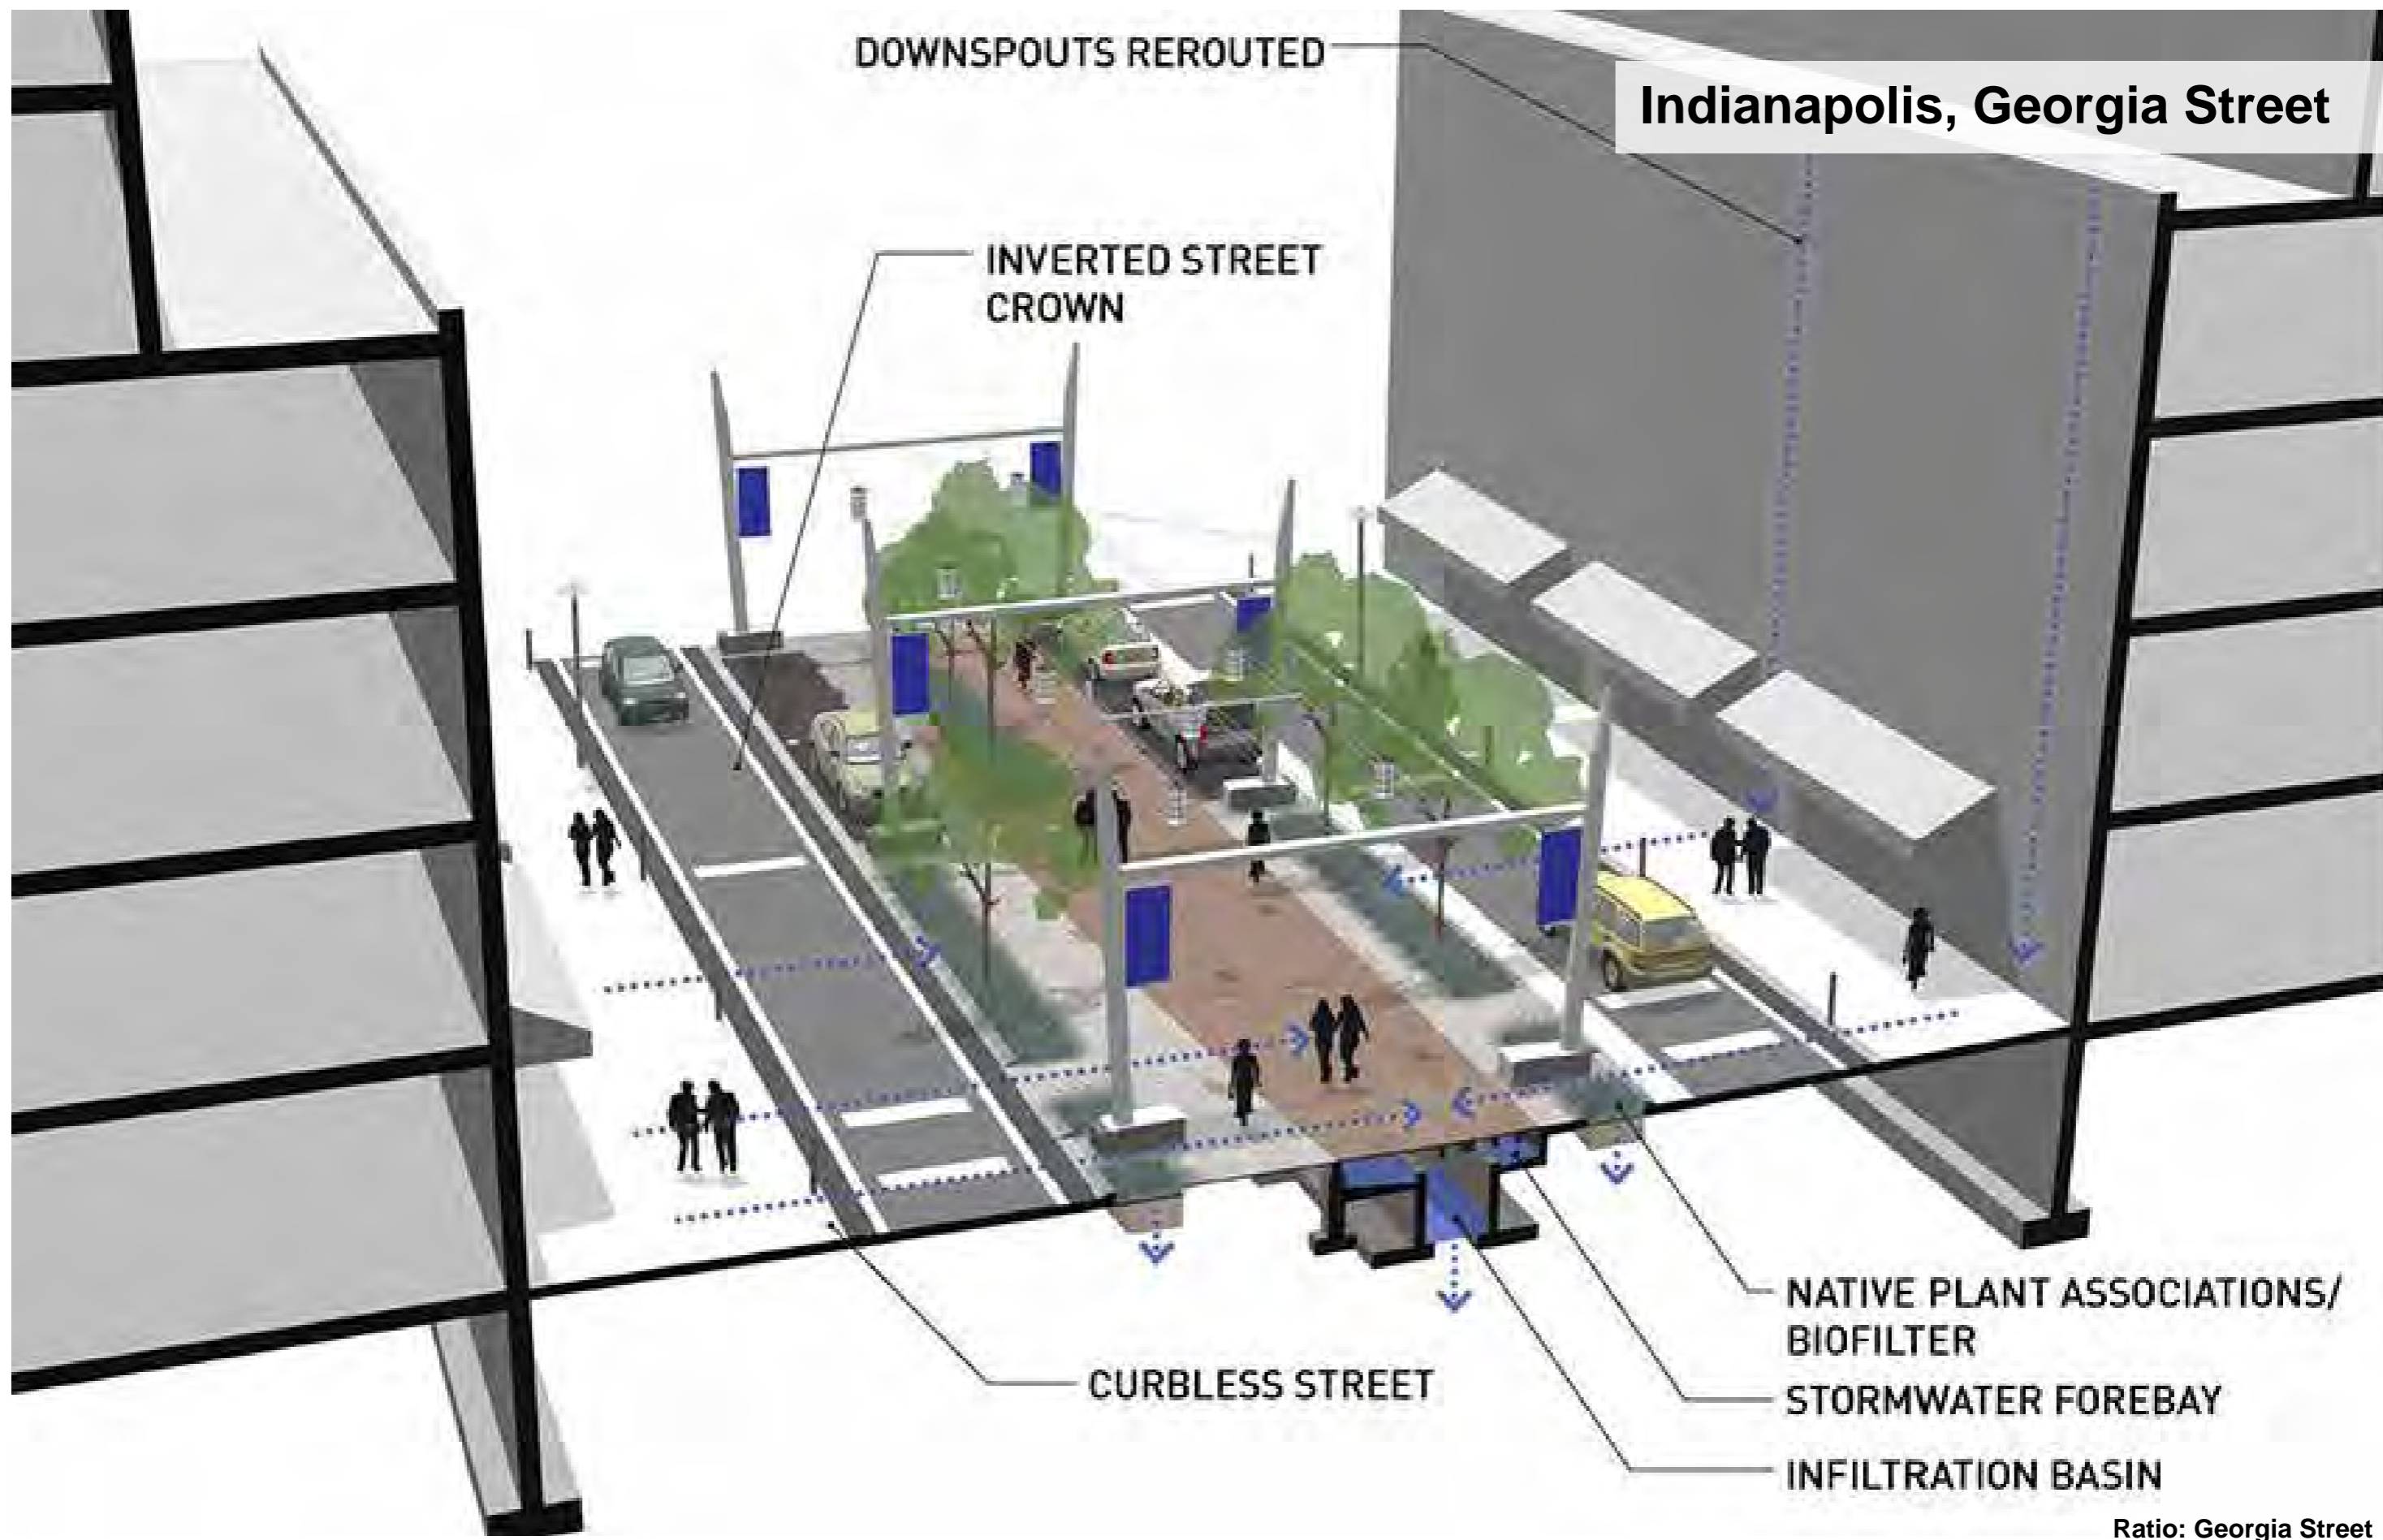 DOWNSPOUTS REROUTED
Indianapolis, Georgia Street
INVERTED STREET
CROWN
NATIVE PLANT ASSOCIATIONS/
BIOFILTER
CURBLESS STREET
STORMWATER FOREBAY
INFILTRATION BASIN
Ratio: Georgia Street